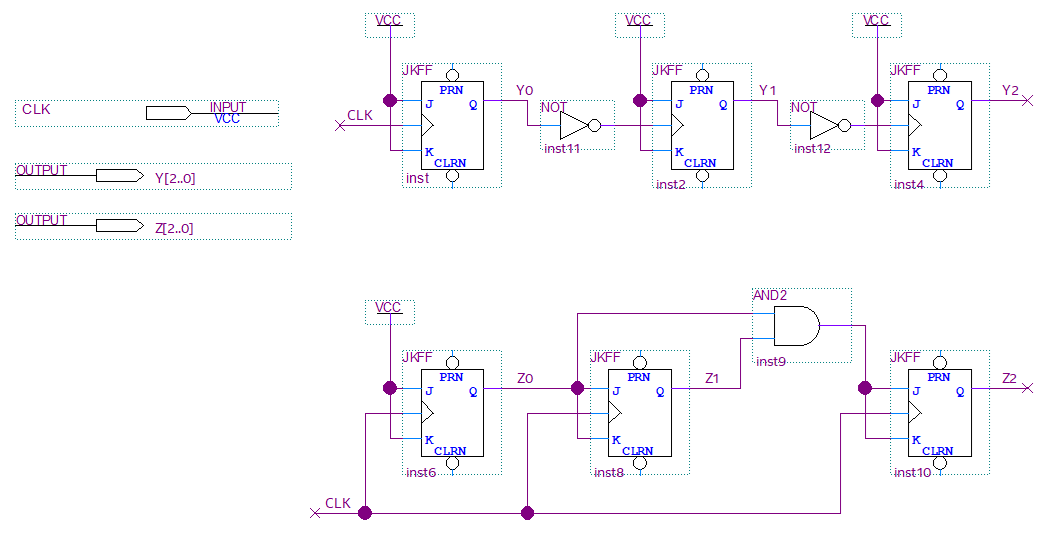 VCC
VCC
VCC
JKFF
JKFF
JKFF
PRN
PRN
PRN
CLK
INPUT
VCC
J
Q
Y0
NOT
J
Q
Y1
NOT
J
Q
Y2
CLK
K
CLRN
inst
inst11
K
CLRN
inst2
inst12
K
CLRN
inst4
OUTPUT
Y[2..0]
OUTPUT
Z[2..0]
VCC
AND2
inst9
JKFF
JKFF
JKFF
PRN
PRN
PRN
J
Q
Z0
J
Q
Z1
J
Q
Z2
K
CLRN
inst6
K
CLRN
inst8
K
CLRN
inst10
CLK